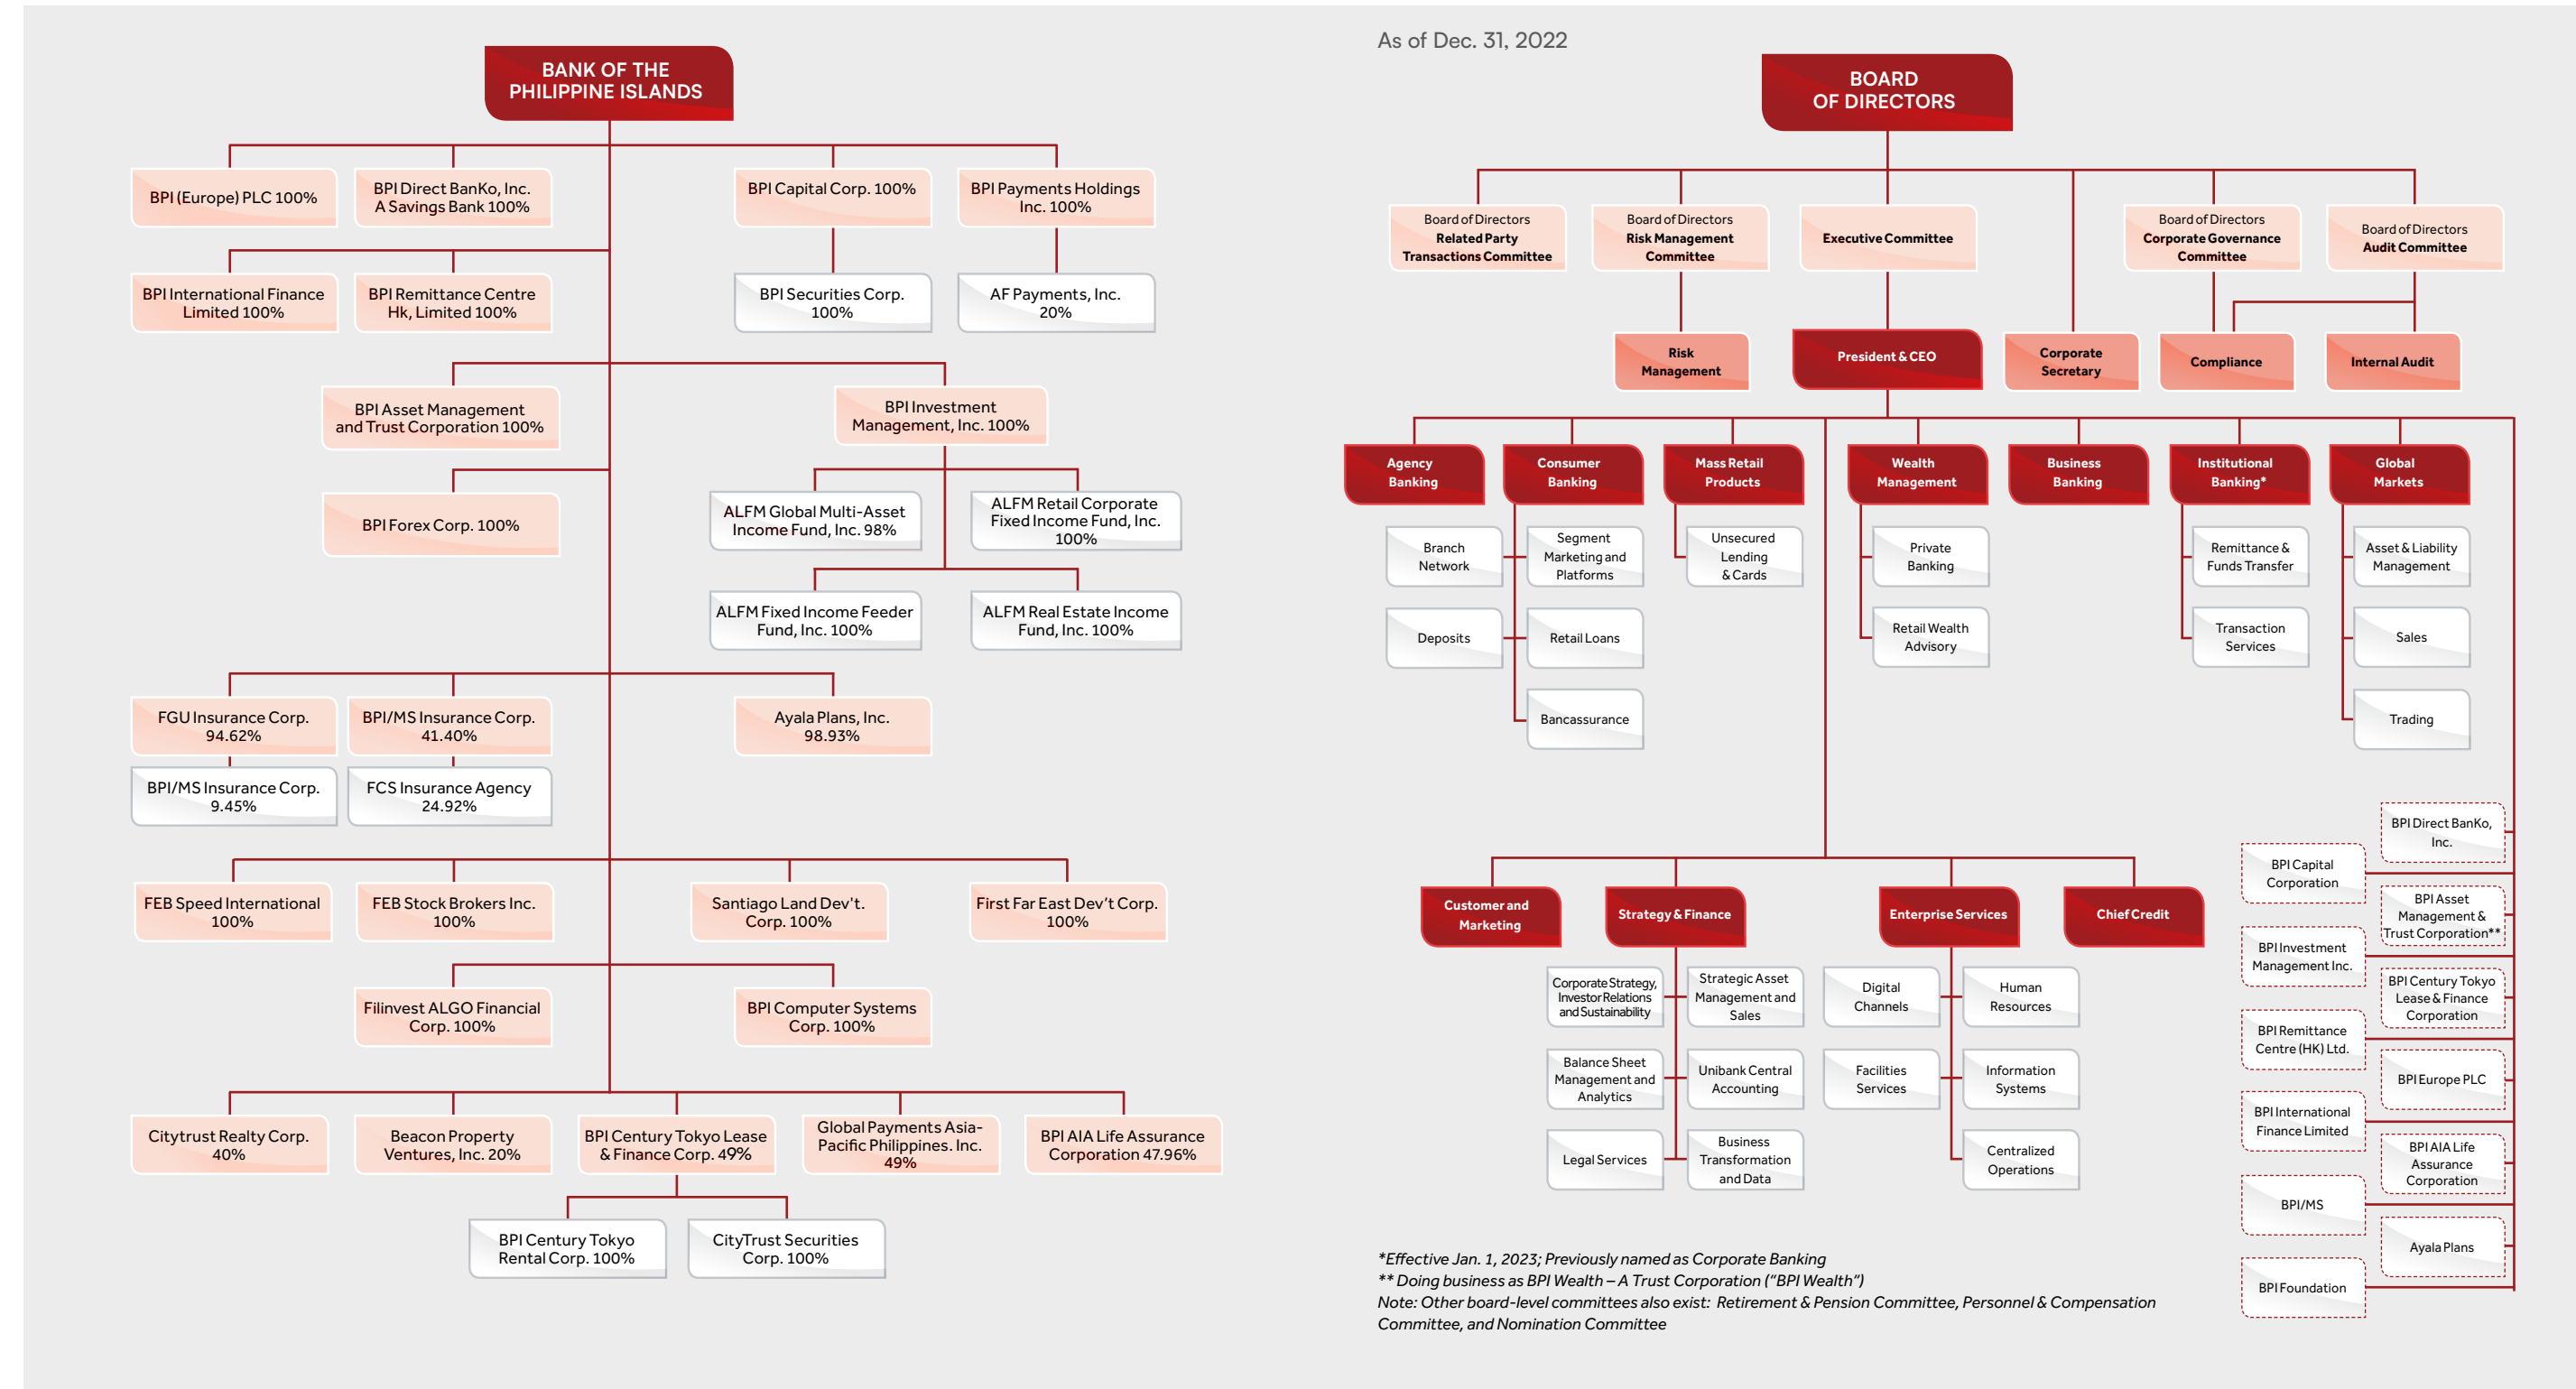 BANK OF THE
PHILIPPINE ISLANDS
BPI (Europe) PLC 100%
BPI Direct BanKo, Inc.
A Savings Bank 100%
BPI Capital Corp. 100%
BPI Payments Holdings
Inc. 100%
BPI International Finance
Limited 100%
BPI Remittance Centre
Hk, Limited 100%
BPI Securities Corp.
100%
AF Payments, Inc.
20%
BPI Asset Management
and Trust Corporation 100%
BPI Investment
Management, Inc. 100%
BPI Forex Corp. 100%
ALFM Global Multi-Asset
Income Fund, Inc. 98%
ALFM Retail Corporate
Fixed Income Fund, Inc.
100%
ALFM Fixed Income Feeder
Fund, Inc. 100%
ALFM Real Estate Income
Fund, Inc. 100%
FGU Insurance Corp.
94.62%
BPI/MS Insurance Corp.
41.40%
Ayala Plans, Inc.
98.93%
BPI/MS Insurance Corp.
9.45%
FCS Insurance Agency
24.92%
FEB Speed International
100%
FEB Stock Brokers Inc.
100%
Santiago Land Dev't.
Corp. 100%
First Far East Dev’t Corp.
100%
Filinvest ALGO Financial
Corp. 100%
BPI Computer Systems
Corp. 100%
Citytrust Realty Corp.
40%
Beacon Property
Ventures, Inc. 20%
BPI Century Tokyo Lease
& Finance Corp. 49%
Global Payments Asia-
Pacific Philippines. Inc.
49%
BPI AIA Life Assurance
Corporation 47.96%
BPI Century Tokyo
Rental Corp. 100%
CityTrust Securities
Corp. 100%
As of Dec. 31, 2022
BOARD
OF DIRECTORS
Board of Directors
Related Party
Transactions Committee
Board of Directors
Risk Management
Committee
Executive Committee
Board of Directors
Corporate Governance
Committee
Board of Directors
Audit Committee
Risk
Management
President & CEO
Corporate
Secretary
Compliance
Internal Audit
Agency
Banking
Consumer
Banking
Mass Retail
Products
Wealth
Management
Business
Banking
Institutional
Banking*
Global
Markets
Branch
Network
Segment
Marketing and
Platforms
Unsecured
Lending
& Cards
Private
Banking
Remittance &
Funds Transfer
Asset & Liability
Management
Deposits
Retail Loans
Retail Wealth
Advisory
Transaction
Services
Sales
Bancassurance
Trading
Customer and
Marketing
Strategy & Finance
Enterprise Services
Chief Credit
Corporate Strategy,
Investor Relations
and Sustainability
Strategic Asset
Management and
Sales
Digital
Channels
Human
Resources
Balance Sheet
Management and
Analytics
Unibank Central
Accounting
Facilities
Services
Information
Systems
Legal Services
Business
Transformation
and Data
Centralized
Operations
BPI Direct BanKo,
Inc.
BPI Capital
Corporation
BPI Asset
Management &
Trust Corporation**
BPI Investment
Management Inc.
BPI Century Tokyo
Lease & Finance
Corporation
BPI Remittance
Centre (HK) Ltd.
BPI Europe PLC
BPI International
Finance Limited
BPI AIA Life
Assurance
Corporation
BPI/MS
Ayala Plans
BPI Foundation
*Effective Jan. 1, 2023; Previously named as Corporate Banking
** Doing business as BPI Wealth – A Trust Corporation (“BPI Wealth”)
Note: Other board-level committees also exist: Retirement & Pension Committee, Personnel & Compensation
Committee, and Nomination Committee